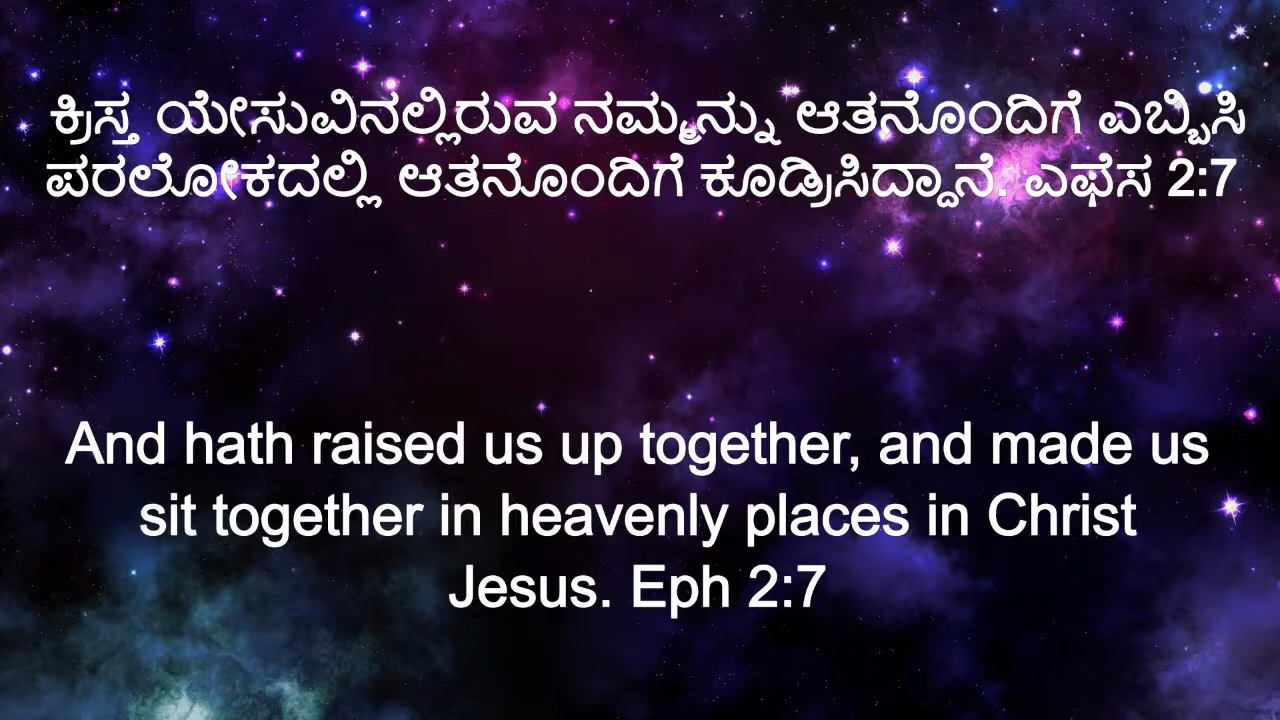 ಕ್ರಿಸ್ತ ಯೇಸುವಿನಲ್ಲಿರುವ ನಮ್ಮನ್ನು ಆತನೊಂದಿಗೆ ಎಬ್ಬಿಸಿ
ಪರಲೋಕದಲ್ಲಿ ಆತನೊಂದಿಗೆ ಕೂಡ್ರಿಸಿದ್ದಾನೆ. ಎಫೆಸ 2:7
And hath raised us up together, and made us
sit together in heavenly places in Christ
Jesus. Eph 2:7